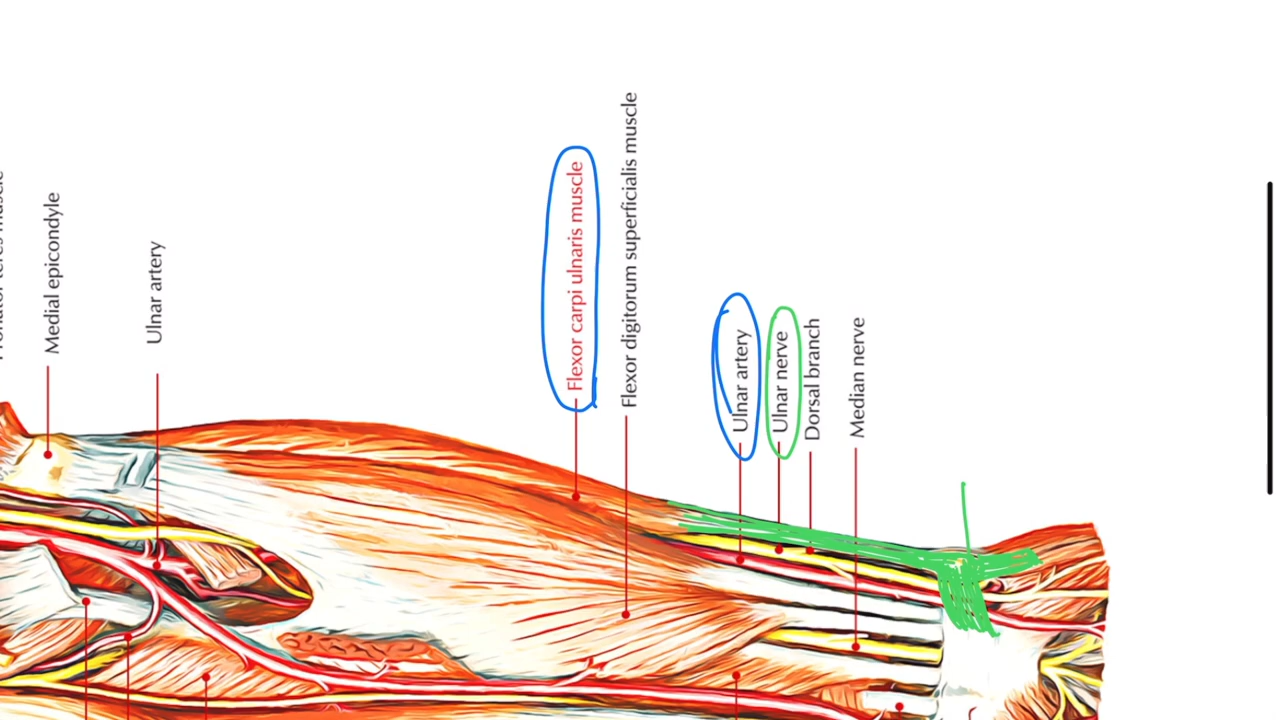 Medial epicondyle
Ulnar artery
Flexor carpi ulnaris muscle
Flexor digitorum superficialis muscle
Ulnar artery
Ulnar nerve
Dorsal branch
Median nerve